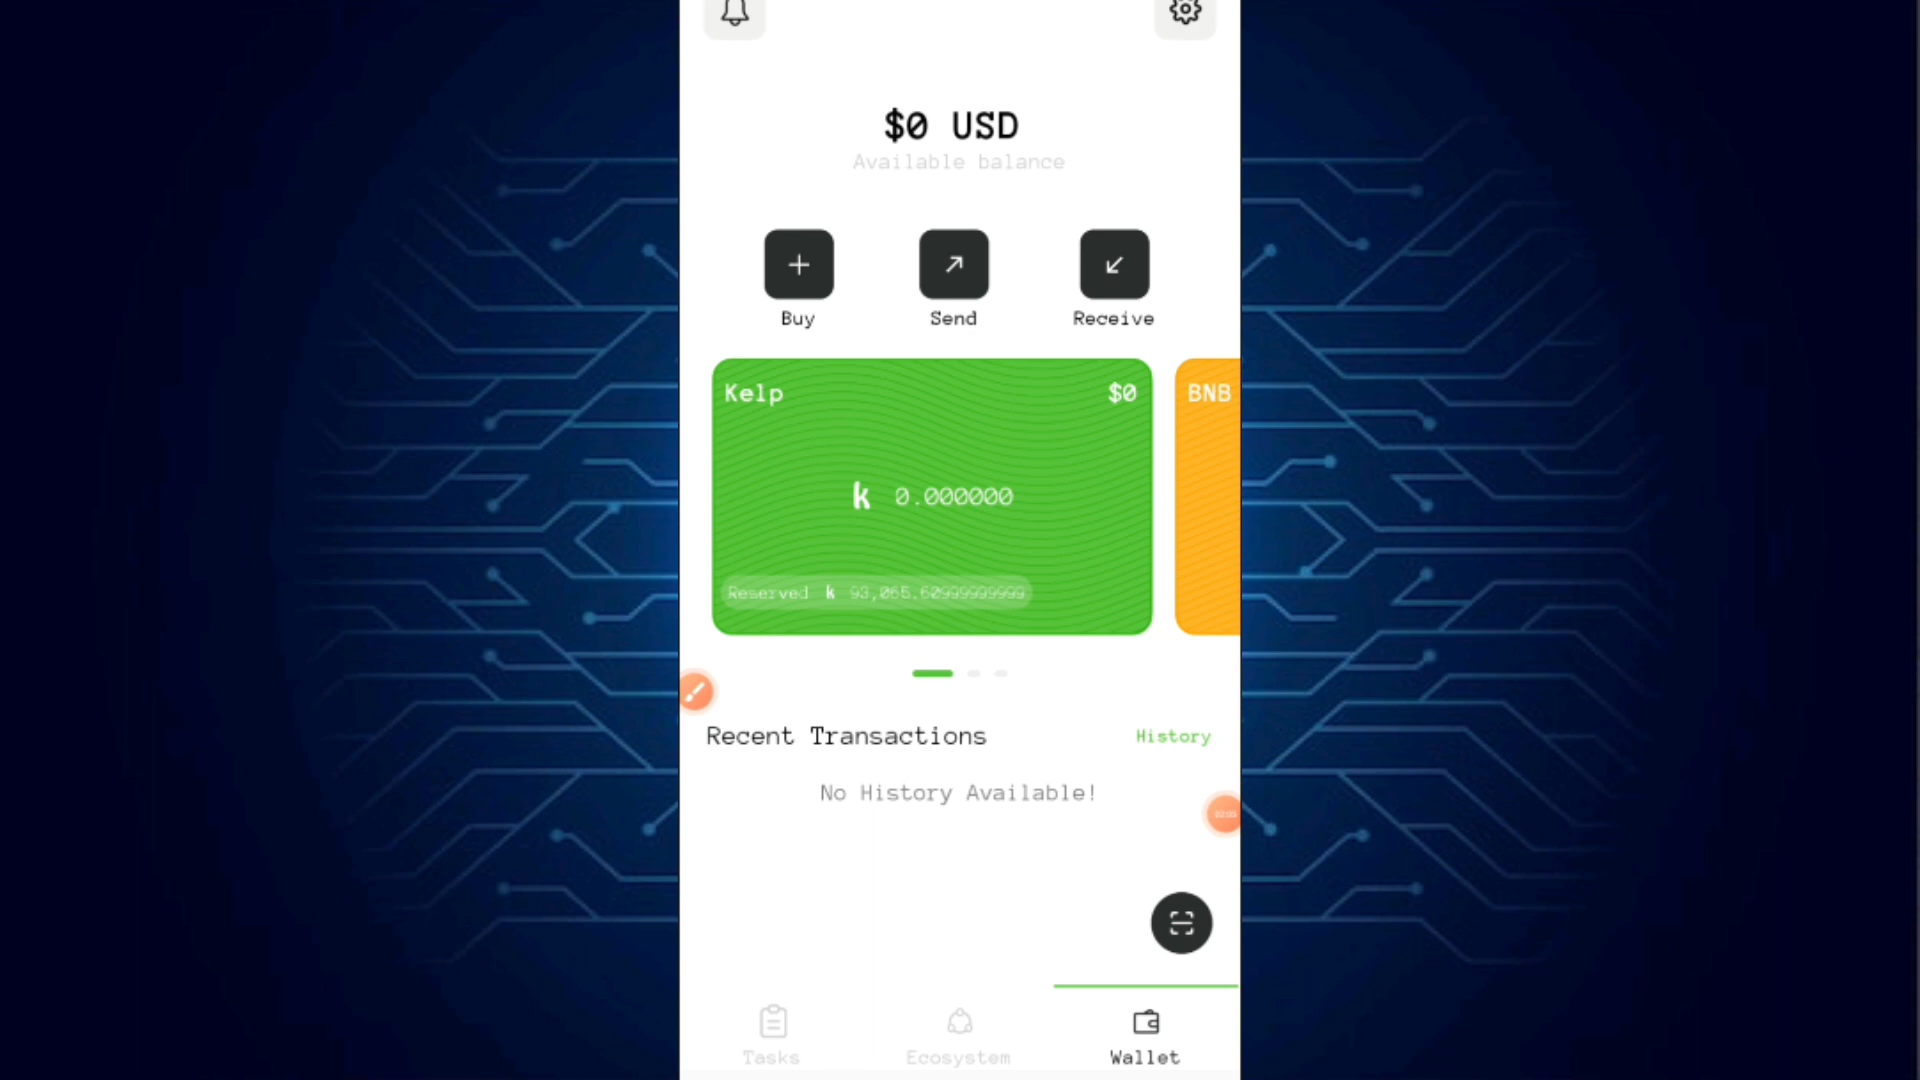 $0 USD
Available balance
Buy Send Receive
Kelp $0 BNB
k 0.000000
Reserved k 93,065.60999999999
Recent Transactions History
No History Available!
Tasks Ecosystem Wallet